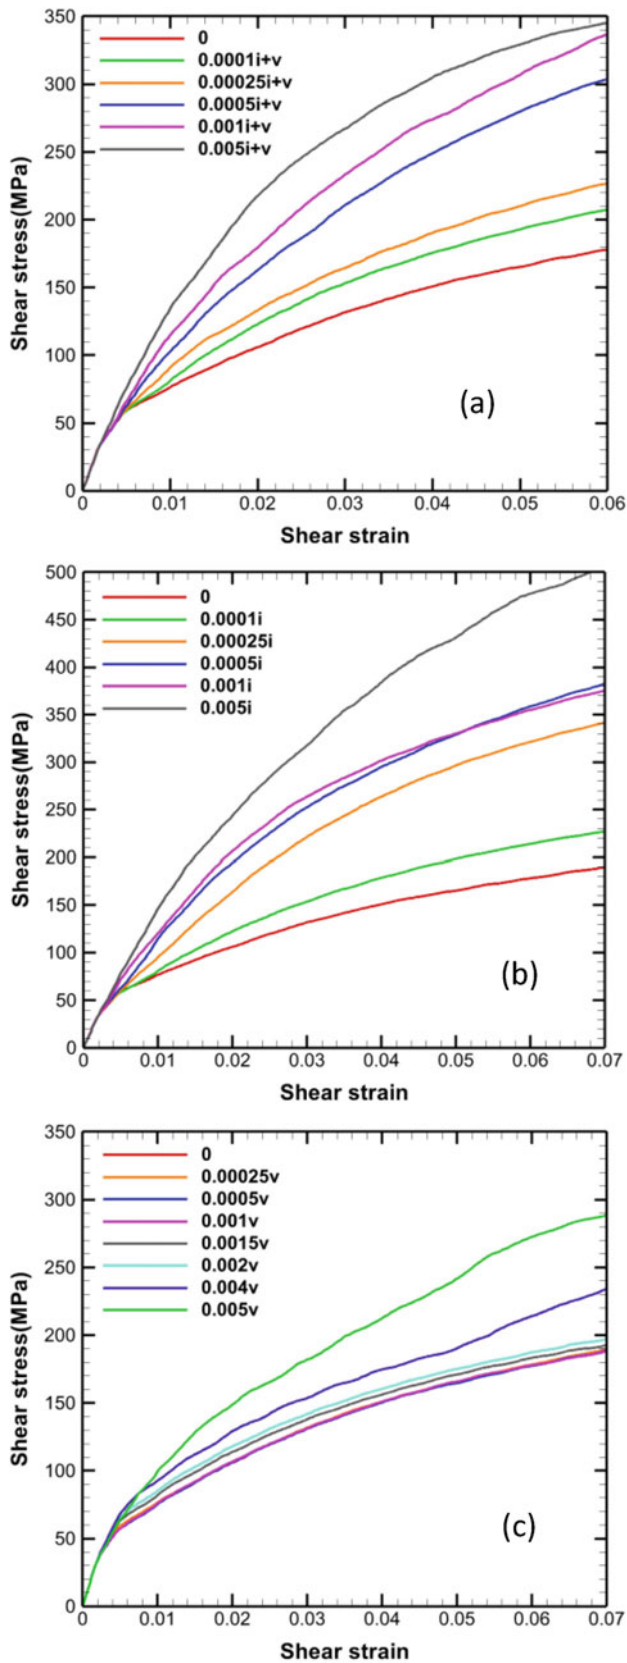 350
300
250
200
150
100
50
0
Shear stress(MPa)
0
0.0001i+v
0.00025i+v
0.0005i+v
0.001i+v
0.005i+v
(a)
0 0.01 0.02 0.03 0.04 0.05 0.06
Shear strain
500
450
400
350
300
250
200
150
100
50
0
Shear stress(MPa)
0
0.0001i
0.00025i
0.0005i
0.001i
0.005i
(b)
0 0.01 0.02 0.03 0.04 0.05 0.06 0.07
Shear strain
350
300
250
200
150
100
50
0
Shear stress(MPa)
0
0.00025v
0.0005v
0.001v
0.0015v
0.002v
0.004v
0.005v
(c)
0 0.01 0.02 0.03 0.04 0.05 0.06 0.07
Shear strain